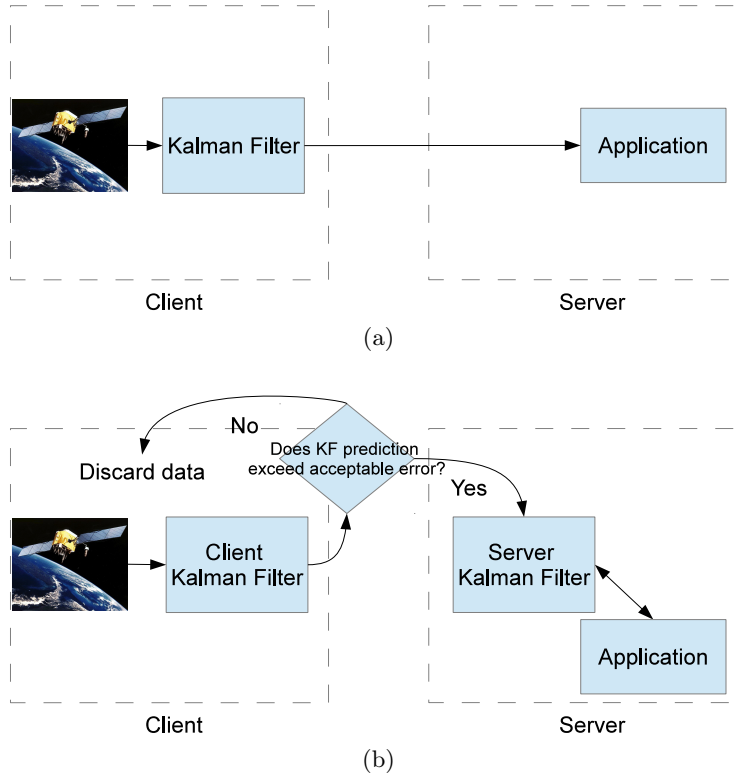 Kalman Filter
Application
Client
Server
(a)
No
Does KF prediction
exceed acceptable error?
Discard data
Yes
Client
Kalman Filter
Server
Kalman Filter
Application
Client
Server
(b)